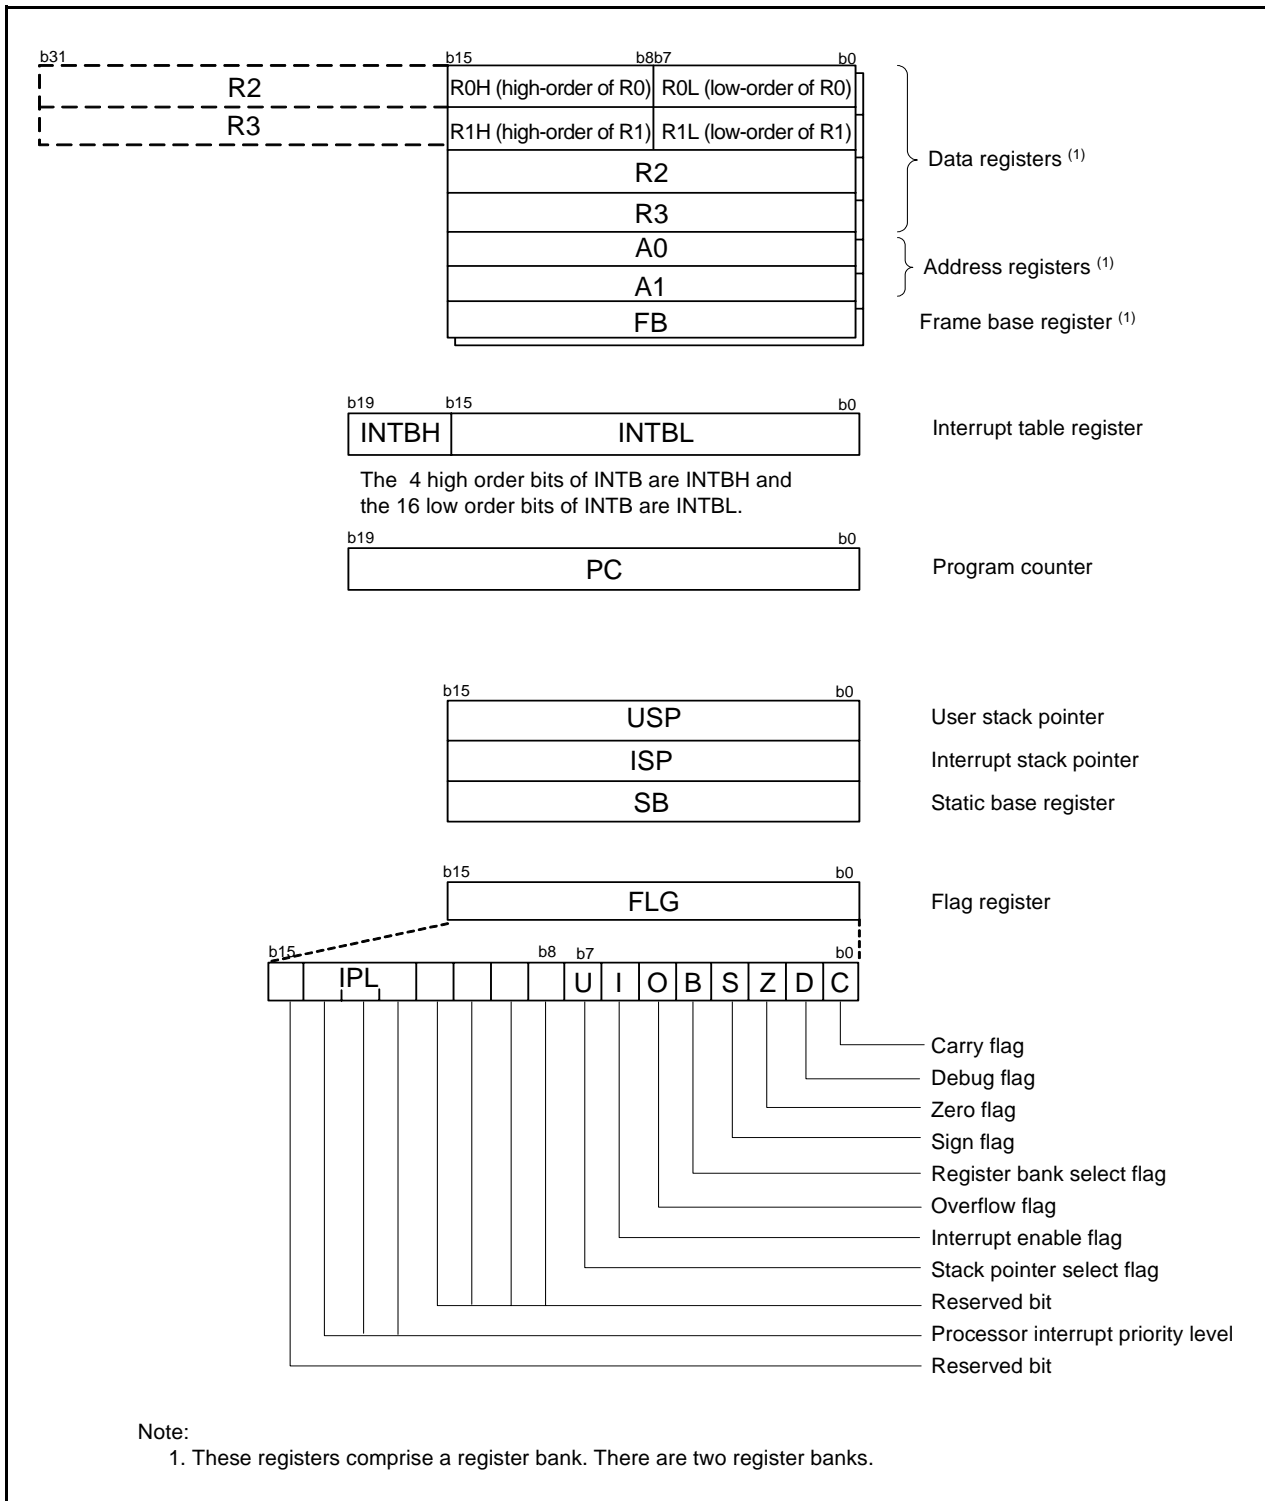 b31 b15 b8b7 b0
R2 R0H (high-order of R0) R0L (low-order of R0)
R3 R1H (high-order of R1) R1L (low-order of R1)
Data registers (1)
R2
R3
A0
Address registers (1)
A1
FB Frame base register (1)
b19 b15 b0
INTBH INTBL Interrupt table register
The 4 high order bits of INTB are INTBH and
the 16 low order bits of INTB are INTBL.
b19 b0
PC Program counter
b15 b0
USP User stack pointer
ISP Interrupt stack pointer
SB Static base register
b15 b0
FLG Flag register
b15 b8 b7 b0
IPL U I O B S Z D C
Carry flag
Debug flag
Zero flag
Sign flag
Register bank select flag
Overflow flag
Interrupt enable flag
Stack pointer select flag
Reserved bit
Processor interrupt priority level
Reserved bit
Note:
1. These registers comprise a register bank. There are two register banks.